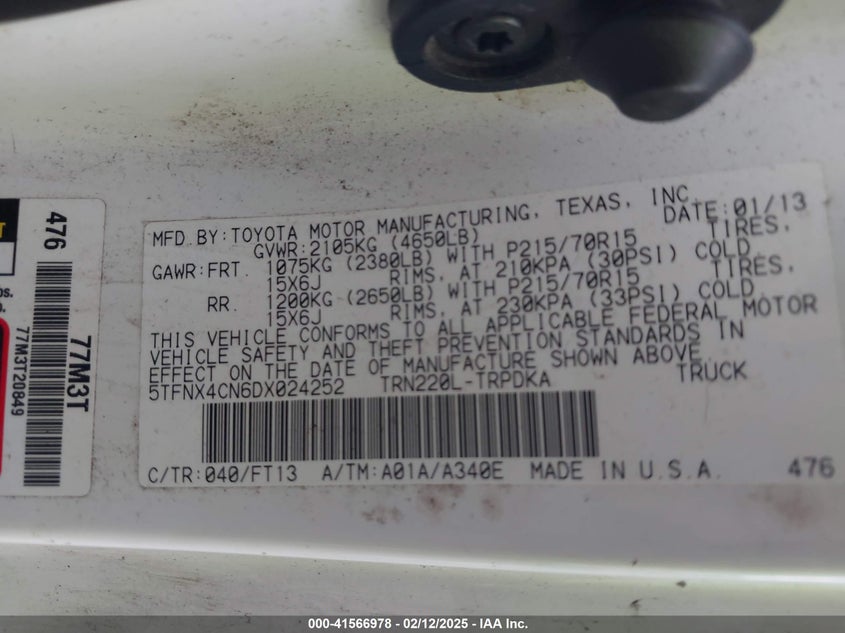 MFD.BY:TOYOTA MOTOR MANUFACTURING, TEXAS, INC.
GVWR:2105KG (4650LB) DATE:01/13
GAWR:FRT. 1075KG (2380LB) WITH P215/70R15 TIRES,
15X6J RIMS, AT 210KPA (30PSI) COLD
RR. 1200KG (2650LB) WITH P215/70R15 TIRES,
15X6J RIMS, AT 230KPA (33PSI) COLD
THIS VEHICLE CONFORMS TO ALL APPLICABLE FEDERAL MOTOR
VEHICLE SAFETY AND THEFT PREVENTION STANDARDS IN
EFFECT ON THE DATE OF MANUFACTURE SHOWN ABOVE.
5TFNX4CN6DX024252 TRN220L-TRPDKA TRUCK
C/TR:040/FT13 A/TM:A01A/A340E MADE IN U.S.A. 476
476
77M3T
77M3T20849
000-41566978 - 02/12/2025 - IAA Inc.